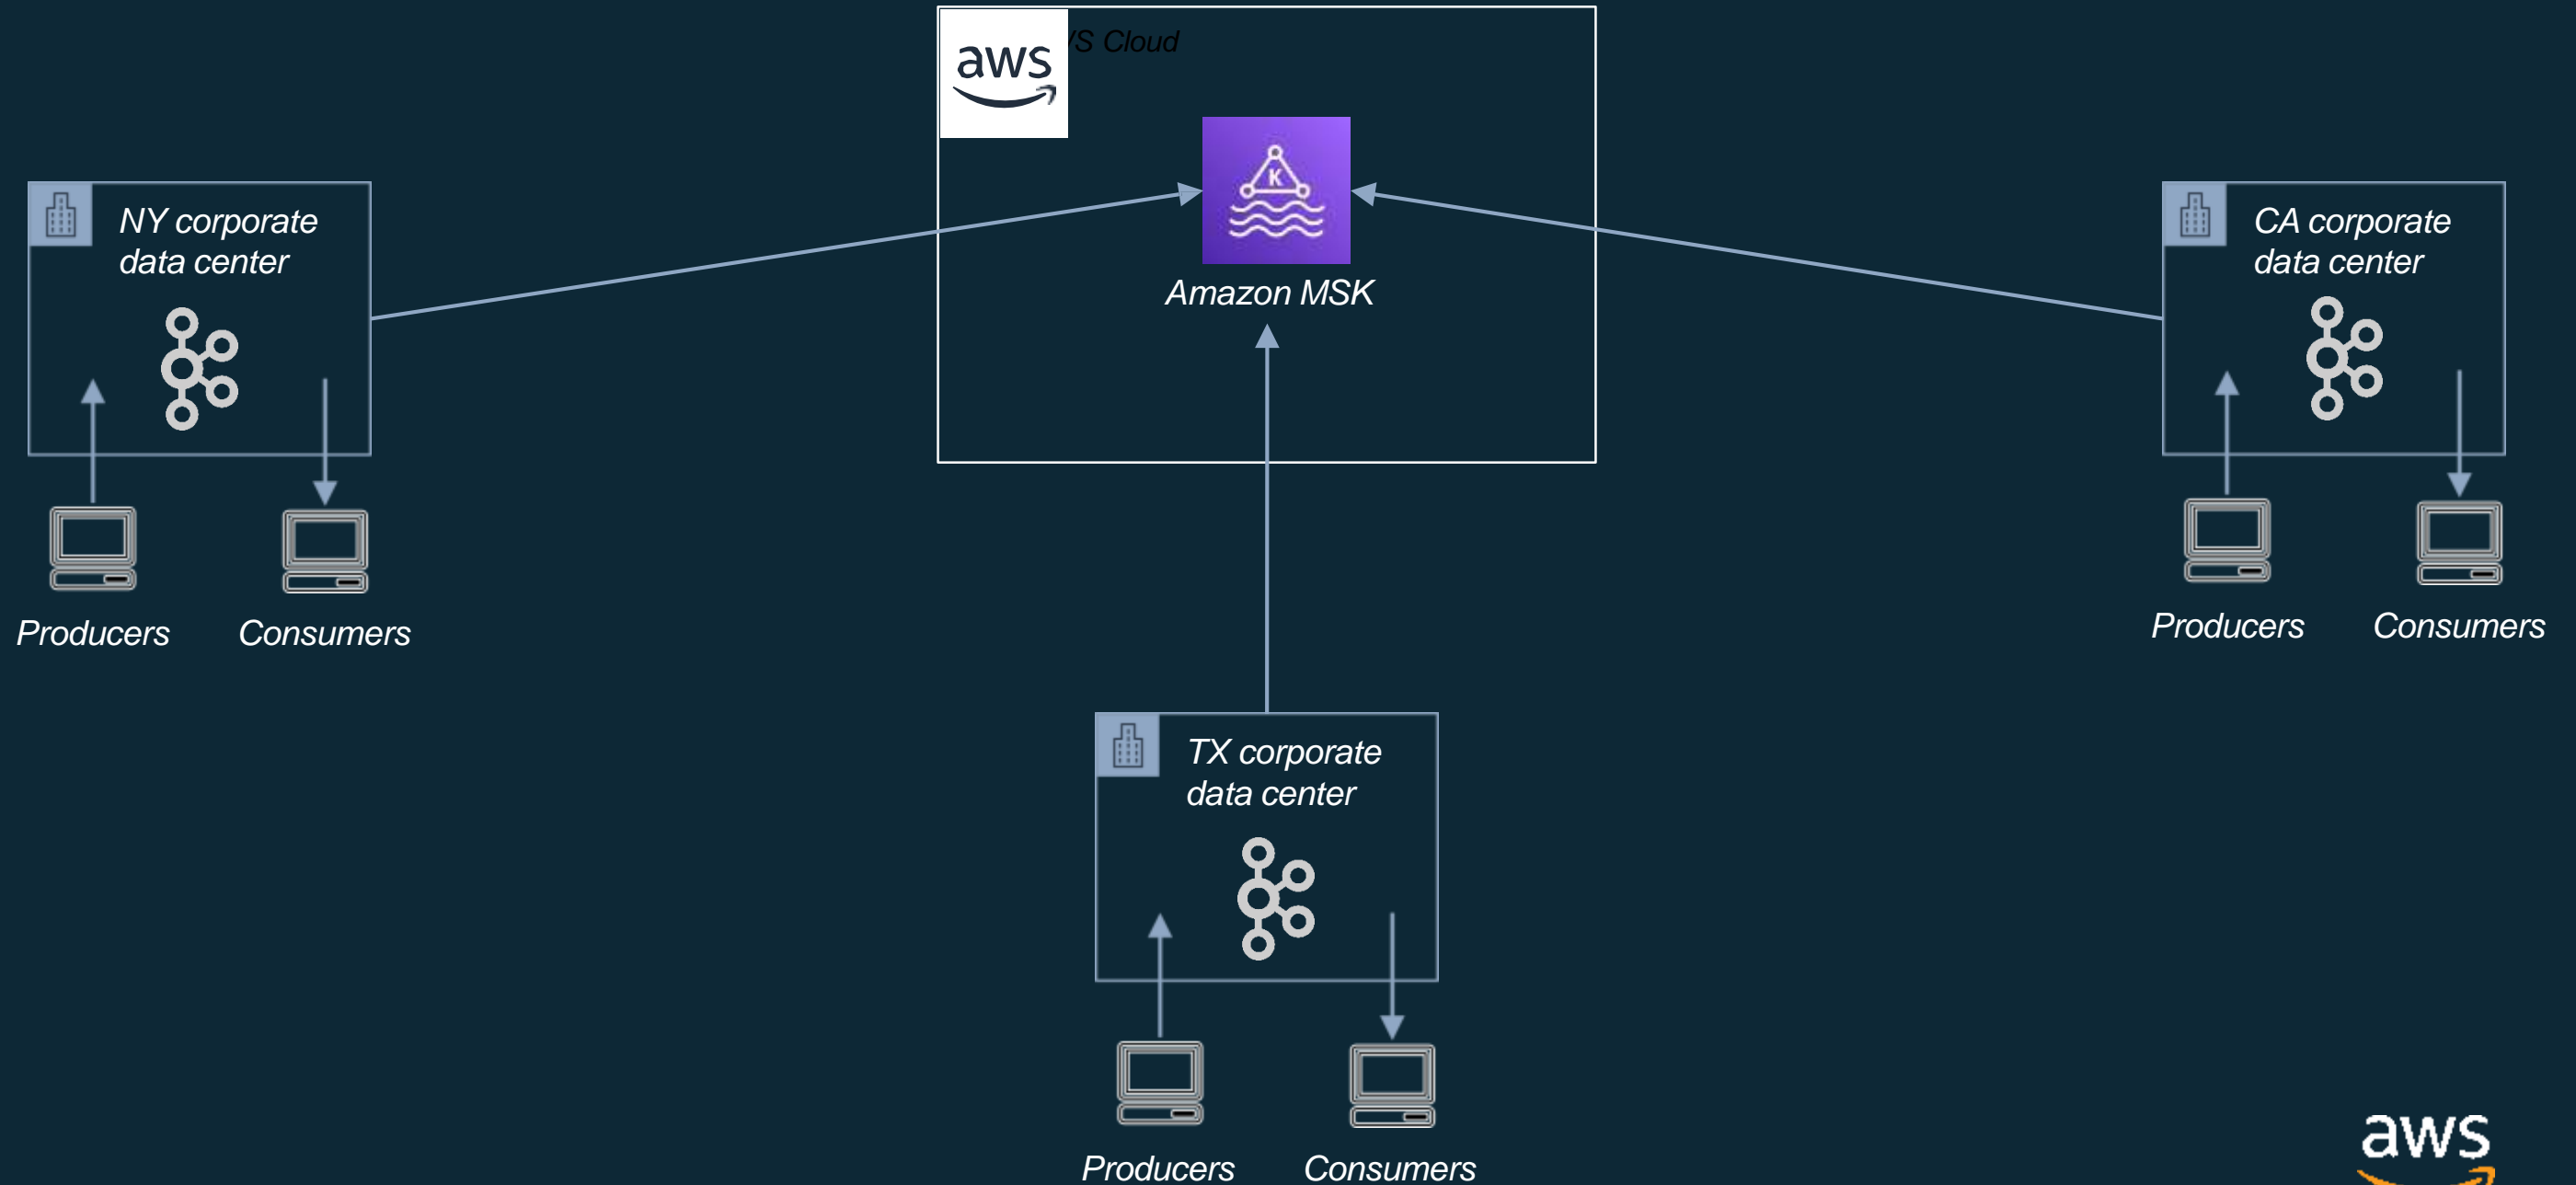 aws
Cloud
NY corporate
data center
K
Amazon MSK
CA corporate
data center
Producers
Consumers
Producers
Consumers
TX corporate
data center
Producers
Consumers
aws